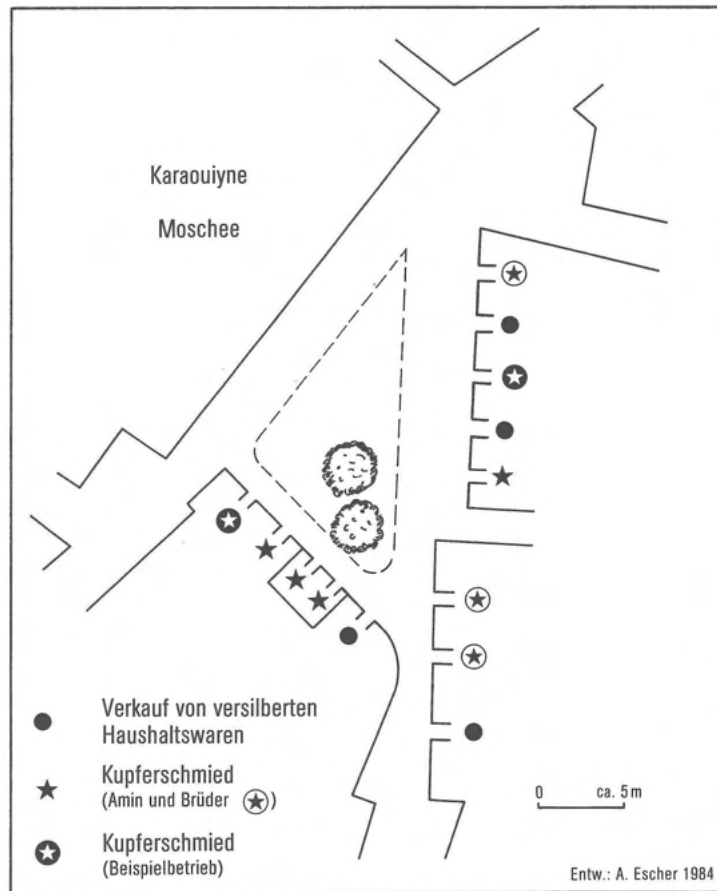 Karaouiyne
Moschee
Verkauf von versilberten
Haushaltswaren
Kupferschmied
(Amin und Brüder )
Kupferschmied
(Beispielbetrieb)
0 ca. 5 m
Entw.: A. Escher 1984